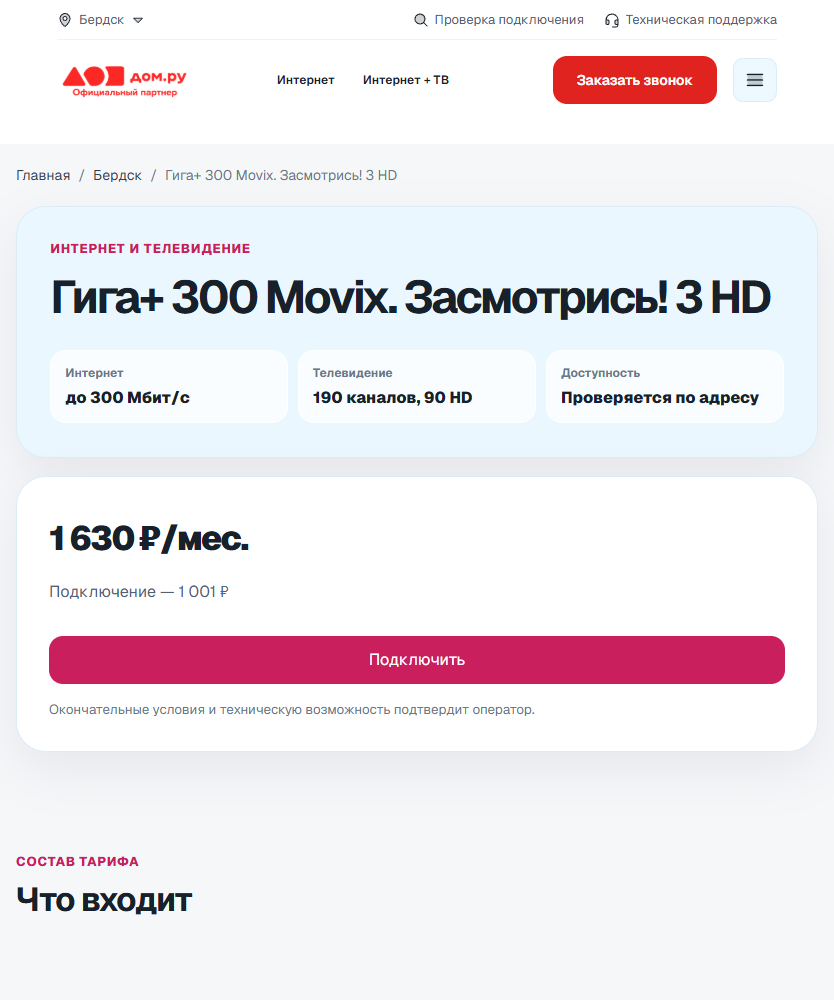 Бердск
Проверка подключения
Техническая поддержка
дом.ру
Официальный партнер
Интернет
Интернет + ТВ
Заказать звонок
Главная / Бердск / Гига+ 300 Movix. Засмотрись! 3 HD
ИНТЕРНЕТ И ТЕЛЕВИДЕНИЕ
Гига+ 300 Movix. Засмотрись! 3 HD
Интернет
до 300 Мбит/с
Телевидение
190 каналов, 90 HD
Доступность
Проверяется по адресу
1 630 ₽/мес.
Подключение — 1 001 ₽
Подключить
Окончательные условия и техническую возможность подтвердит оператор.
СОСТАВ ТАРИФА
Что входит